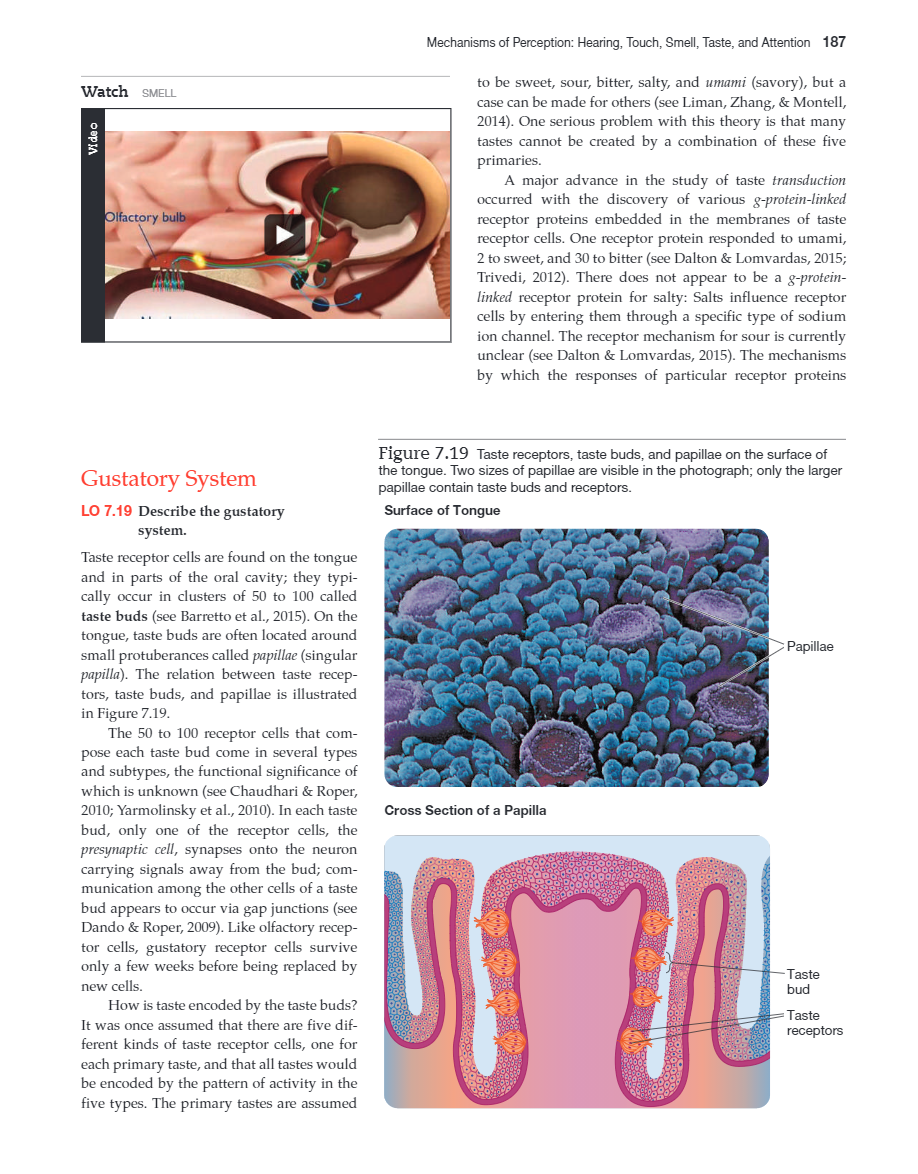 Mechanisms of Perception: Hearing, Touch, Smell, Taste, and Attention 187
Watch SMELL
Video
Olfactory bulb
Gustatory System
LO 7.19 Describe the gustatory
system.
Taste receptor cells are found on the tongue
and in parts of the oral cavity; they typi-
cally occur in clusters of 50 to 100 called
taste buds (see Barretto et al., 2015). On the
tongue, taste buds are often located around
small protuberances called papillae (singular
papilla). The relation between taste recep-
tors, taste buds, and papillae is illustrated
in Figure 7.19.
The 50 to 100 receptor cells that com-
pose each taste bud come in several types
and subtypes, the functional significance of
which is unknown (see Chaudhari & Roper,
2010; Yarmolinsky et al., 2010). In each taste
bud, only one of the receptor cells, the
presynaptic cell, synapses onto the neuron
carrying signals away from the bud; com-
munication among the other cells of a taste
bud appears to occur via gap junctions (see
Dando & Roper, 2009). Like olfactory recep-
tor cells, gustatory receptor cells survive
only a few weeks before being replaced by
new cells.
How is taste encoded by the taste buds?
It was once assumed that there are five dif-
ferent kinds of taste receptor cells, one for
each primary taste, and that all tastes would
be encoded by the pattern of activity in the
five types. The primary tastes are assumed
to be sweet, sour, bitter, salty, and umami (savory), but a
case can be made for others (see Liman, Zhang, & Montell,
2014). One serious problem with this theory is that many
tastes cannot be created by a combination of these five
primaries.
A major advance in the study of taste transduction
occurred with the discovery of various g-protein-linked
receptor proteins embedded in the membranes of taste
receptor cells. One receptor protein responded to umami,
2 to sweet, and 30 to bitter (see Dalton & Lomvardas, 2015;
Trivedi, 2012). There does not appear to be a g-protein-
linked receptor protein for salty: Salts influence receptor
cells by entering them through a specific type of sodium
ion channel. The receptor mechanism for sour is currently
unclear (see Dalton & Lomvardas, 2015). The mechanisms
by which the responses of particular receptor proteins
Figure 7.19 Taste receptors, taste buds, and papillae on the surface of
the tongue. Two sizes of papillae are visible in the photograph; only the larger
papillae contain taste buds and receptors.
Surface of Tongue
Papillae
Cross Section of a Papilla
Taste
bud
Taste
receptors